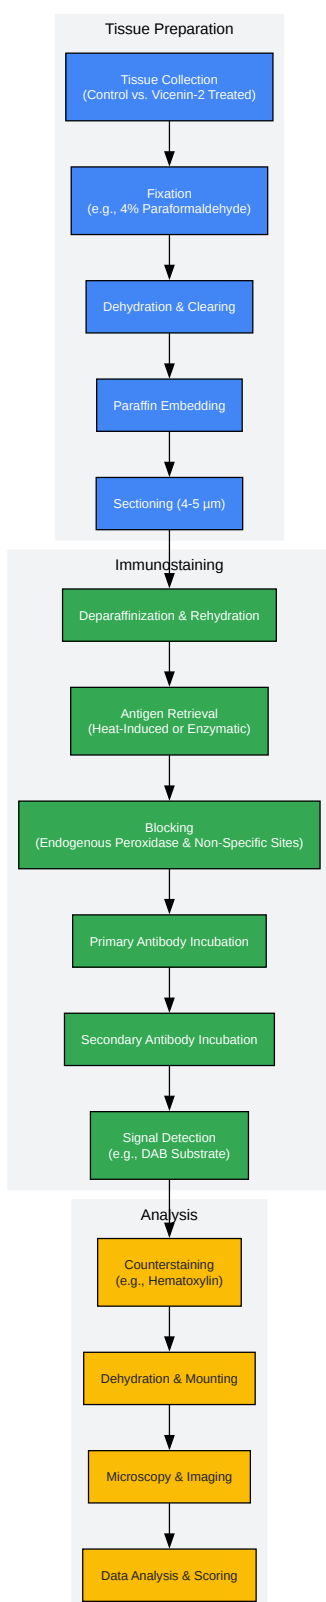 Tissue Preparation
Tissue Collection
(Control vs. Vicenin-2 Treated)
Fixation
(e.g., 4% Paraformaldehyde)
Dehydration & Clearing
Paraffin Embedding
Sectioning (4-5 µm)
Immunostaining
Deparaffinization & Rehydration
Antigen Retrieval
(Heat-Induced or Enzymatic)
Blocking
(Endogenous Peroxidase & Non-Specific Sites)
Primary Antibody Incubation
Secondary Antibody Incubation
Signal Detection
(e.g., DAB Substrate)
Analysis
Counterstaining
(e.g., Hematoxylin)
Dehydration & Mounting
Microscopy & Imaging
Data Analysis & Scoring